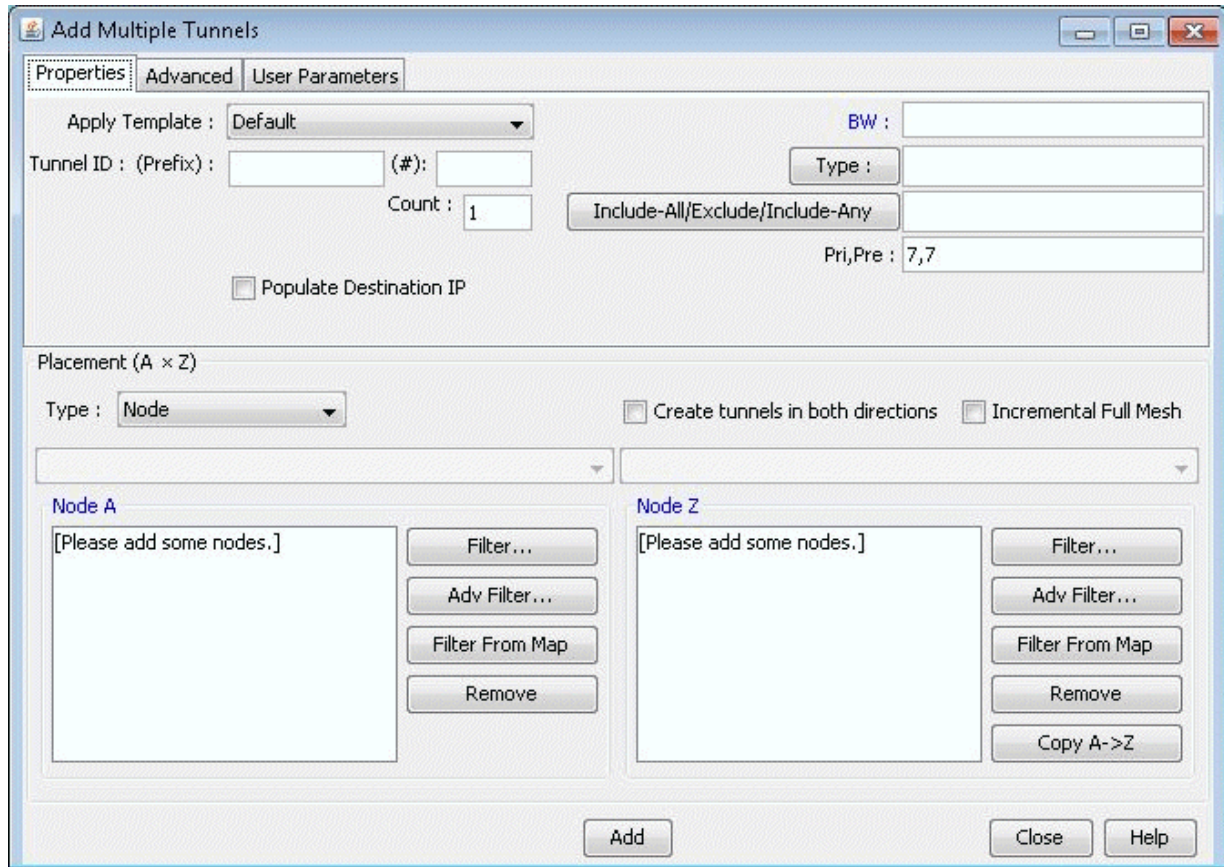 Add Multiple Tunnels
Properties Advanced User Parameters
Apply Template : Default
BW :
Tunnel ID : (Prefix) : (#):
Type :
Count : 1
Include-All/Exclude/Include-Any
Pri,Pre : 7,7
Populate Destination IP
Placement (A × Z)
Type : Node
Create tunnels in both directions
Incremental Full Mesh
Node A
[Please add some nodes.]
Filter...
Adv Filter...
Filter From Map
Remove
Node Z
[Please add some nodes.]
Filter...
Adv Filter...
Filter From Map
Remove
Copy A->Z
Add
Close
Help